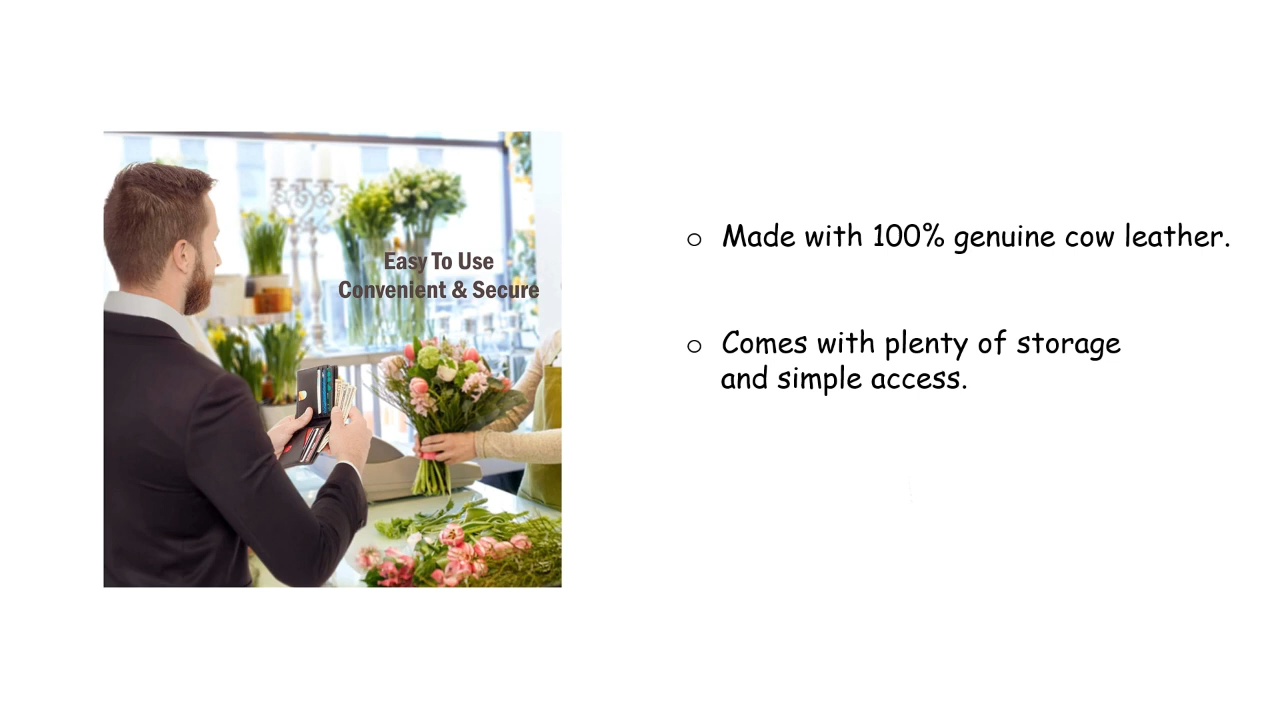 Easy To Use
Convenient & Secure
o Made with 100% genuine cow leather.
o Comes with plenty of storage
and simple access.